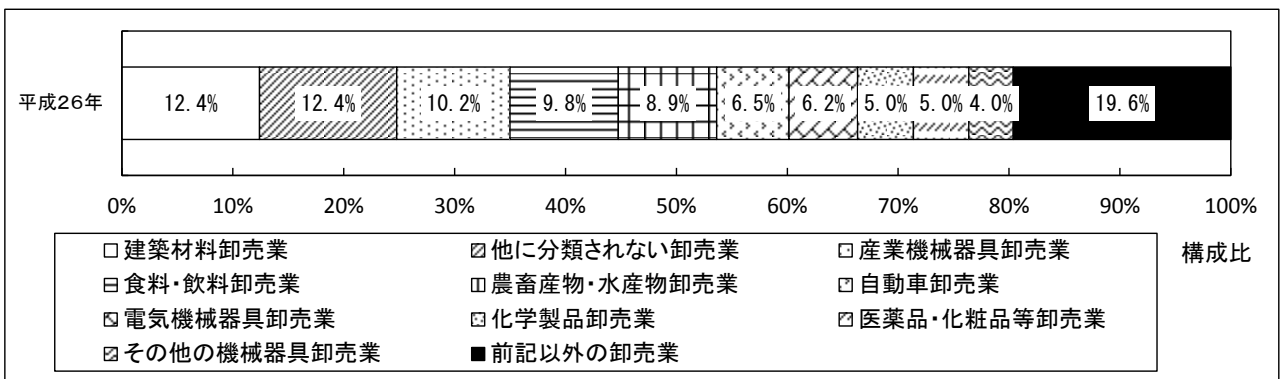 平成26年
12.4% 12.4% 10.2% 9.8% 8.9% 6.5% 6.2% 5.0% 5.0% 4.0% 19.6%
0% 10% 20% 30% 40% 50% 60% 70% 80% 90% 100%
構成比
建築材料卸売業 他に分類されない卸売業 産業機械器具卸売業
食料・飲料卸売業 農畜産物・水産物卸売業 自動車卸売業
電気機械器具卸売業 化学製品卸売業 医薬品・化粧品等卸売業
その他の機械器具卸売業 前記以外の卸売業